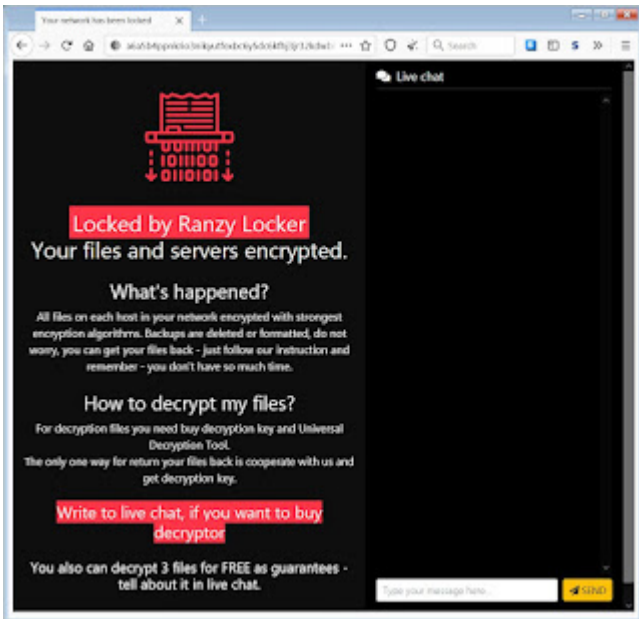 Your network has been locked
Search
Live chat
Locked by Ranzy Locker
Your files and servers encrypted.
What's happened?
All files on each host in your network encrypted with strongest
encryption algorithms. Backups are deleted or formatted, do not
worry, you can get your files back - just follow our instruction and
remember - you don't have so much time.
How to decrypt my files?
For decryption files you need buy decryption key and Universal
Decryption Tool.
The only one way for return your files back is cooperate with us and
get decryption key.
Write to live chat, if you want to buy
decryptor
You also can decrypt 3 files for FREE as guarantees -
tell about it in live chat.
Type your message here...
SEND